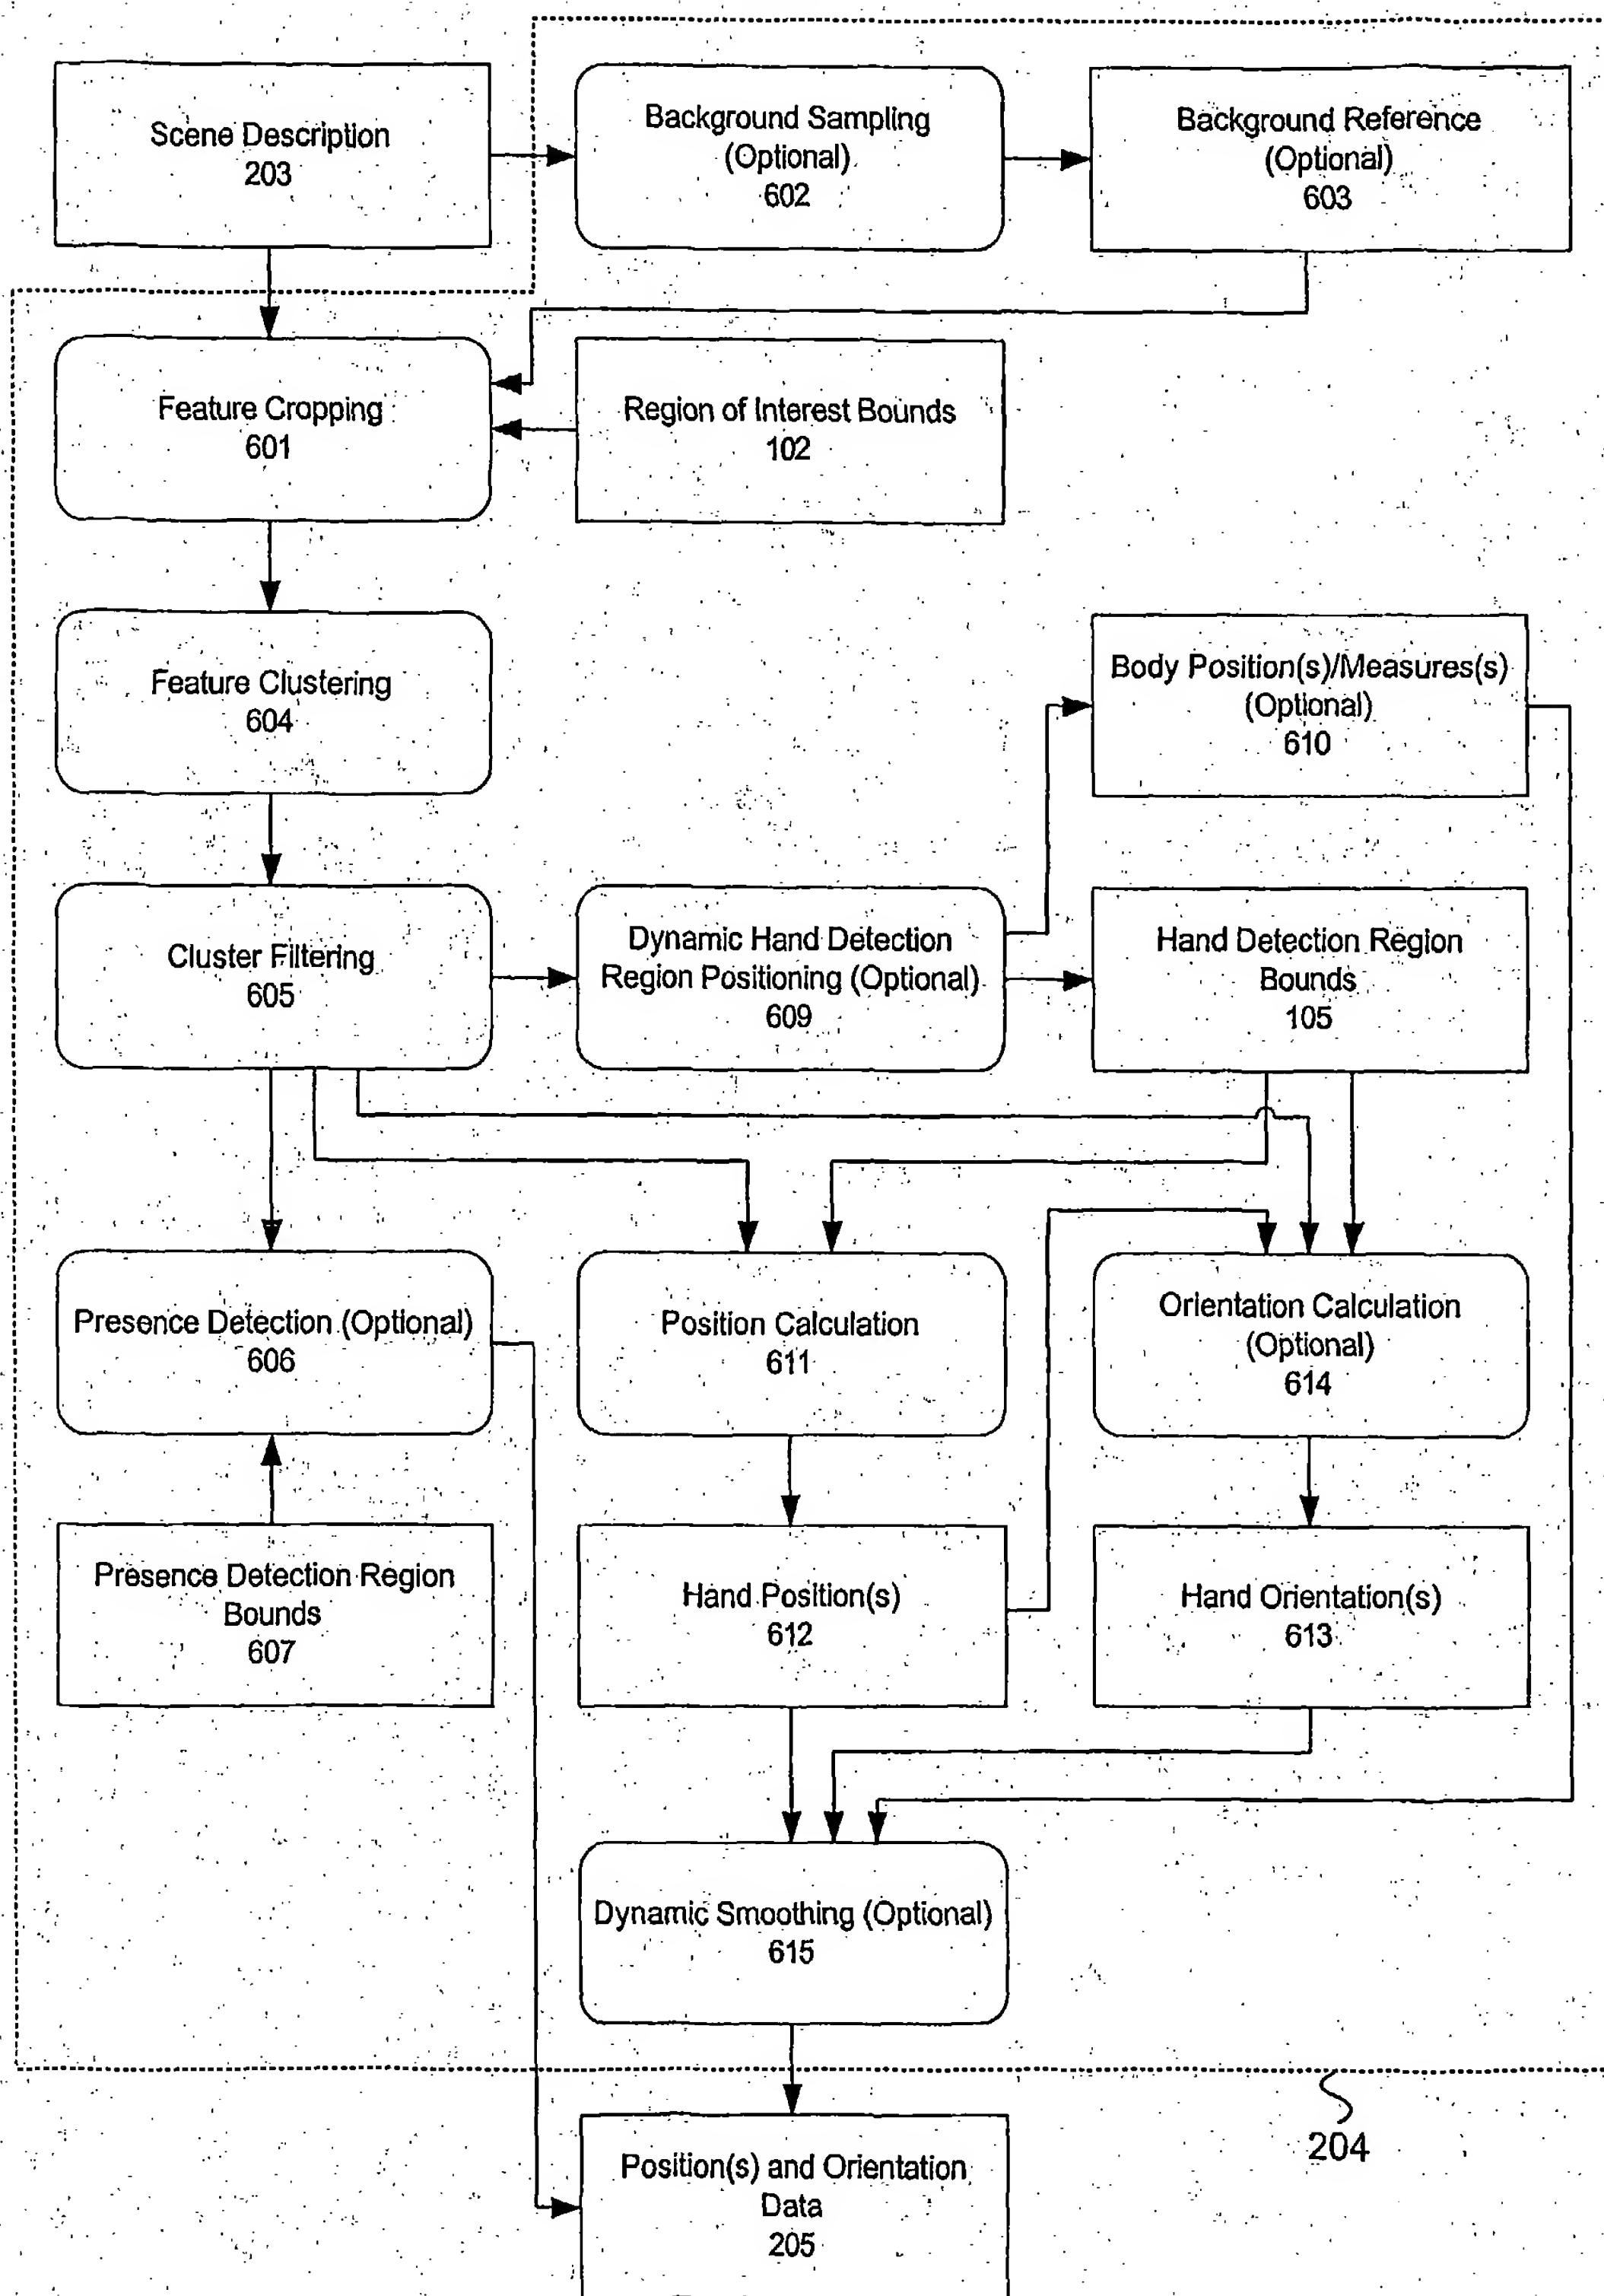 Scene Description
203
Background Sampling
(Optional)
602
Background Reference
(Optional)
603
Feature Cropping
601
Region of Interest Bounds
102
Feature Clustering
604
Body Position(s)/Measures(s)
(Optional)
610
Cluster Filtering
605
Dynamic Hand Detection
Region Positioning (Optional)
609
Hand Detection Region
Bounds
105
Presence Detection (Optional)
606
Position Calculation
611
Orientation Calculation
(Optional)
614
Presence Detection Region
Bounds
607
Hand Position(s)
612
Hand Orientation(s)
613
Dynamic Smoothing (Optional)
615
204
Position(s) and Orientation
Data
205